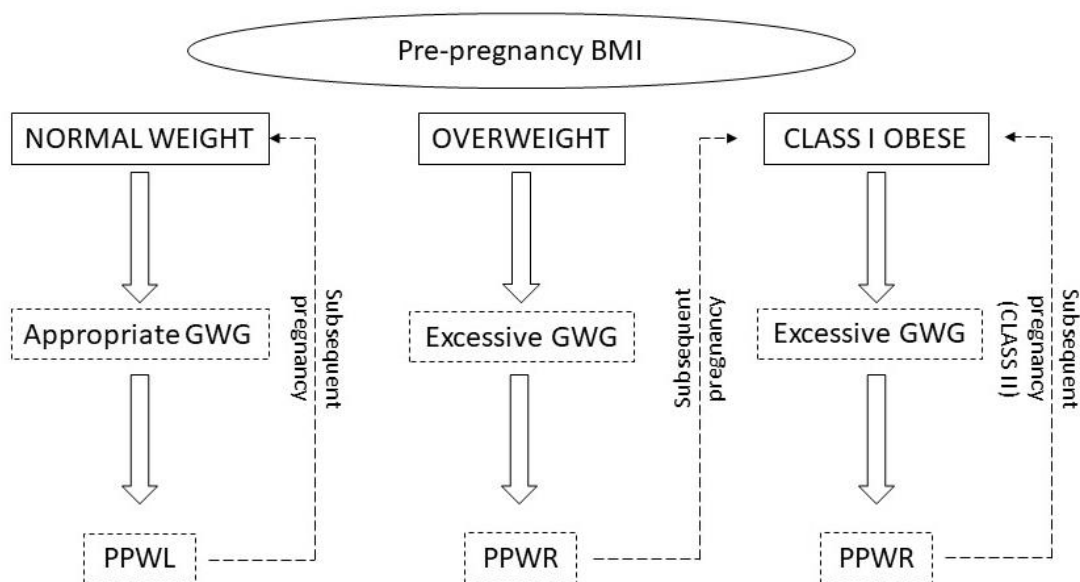 Pre-pregnancy BMI
NORMAL WEIGHT
OVERWEIGHT
CLASS I OBESE
Appropriate GWG
Excessive GWG
Excessive GWG
Subsequent
pregnancy
Subsequent
pregnancy
Subsequent
pregnancy
(CLASS II)
PPWL
PPWR
PPWR